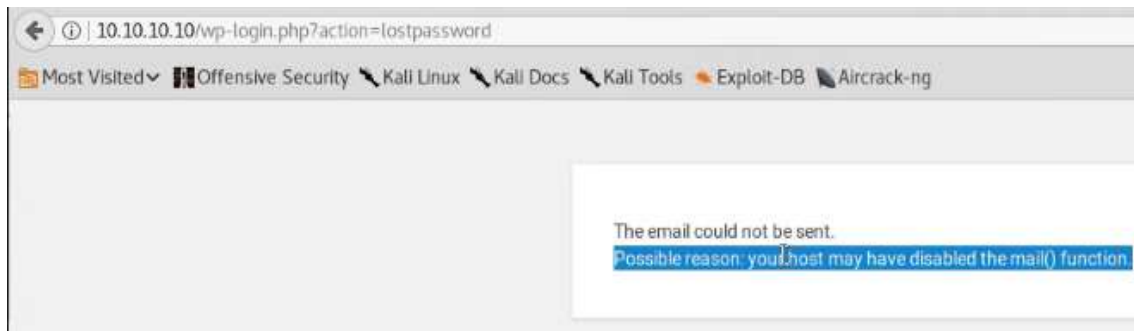 10.10.10.10/wp-login.php?action=lostpassword
Most Visited Offensive Security Kali Linux Kali Docs Kali Tools Exploit-DB Aircrack-ng
The email could not be sent.
Possible reason: your host may have disabled the mail() function.